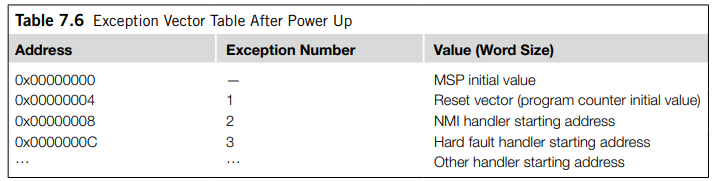 Table 7.6 Exception Vector Table After Power Up
Address Exception Number Value (Word Size)
0x00000000 — MSP initial value
0x00000004 1 Reset vector (program counter initial value)
0x00000008 2 NMI handler starting address
0x0000000C 3 Hard fault handler starting address
… … Other handler starting address